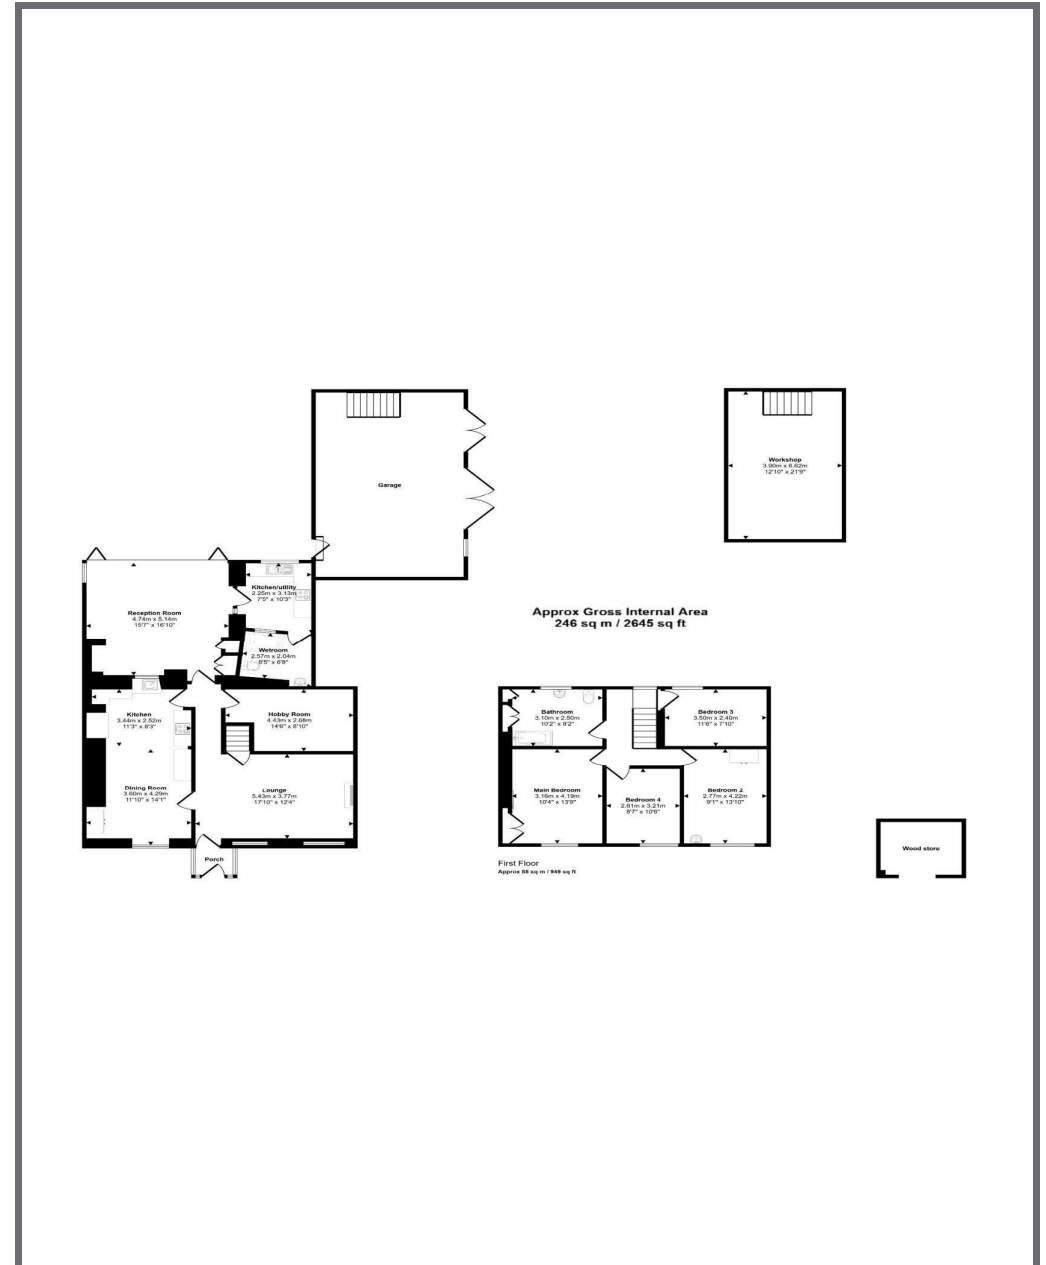 Garage
Workshop
3.90m x 6.62m
12'10" x 21'9"
Kitchen/utility
2.25m x 3.13m
7'5" x 10'3"
Reception Room
4.74m x 5.14m
15'7" x 16'10"
Wetroom
2.57m x 2.04m
8'5" x 6'8"
Kitchen
3.44m x 2.52m
11'3" x 8'3"
Hobby Room
4.43m x 2.68m
14'6" x 8'10"
Dining Room
3.60m x 4.29m
11'10" x 14'1"
Lounge
5.43m x 3.77m
17'10" x 12'4"
Porch
Approx Gross Internal Area
246 sq m / 2645 sq ft
Bathroom
3.10m x 2.50m
10'2" x 8'2"
Bedroom 3
3.50m x 2.40m
11'6" x 7'10"
Main Bedroom
3.16m x 4.19m
10'4" x 13'9"
Bedroom 4
2.61m x 3.21m
8'7" x 10'6"
Bedroom 2
2.77m x 4.22m
9'1" x 13'10"
First Floor
Approx 88 sq m / 949 sq ft
Wood store